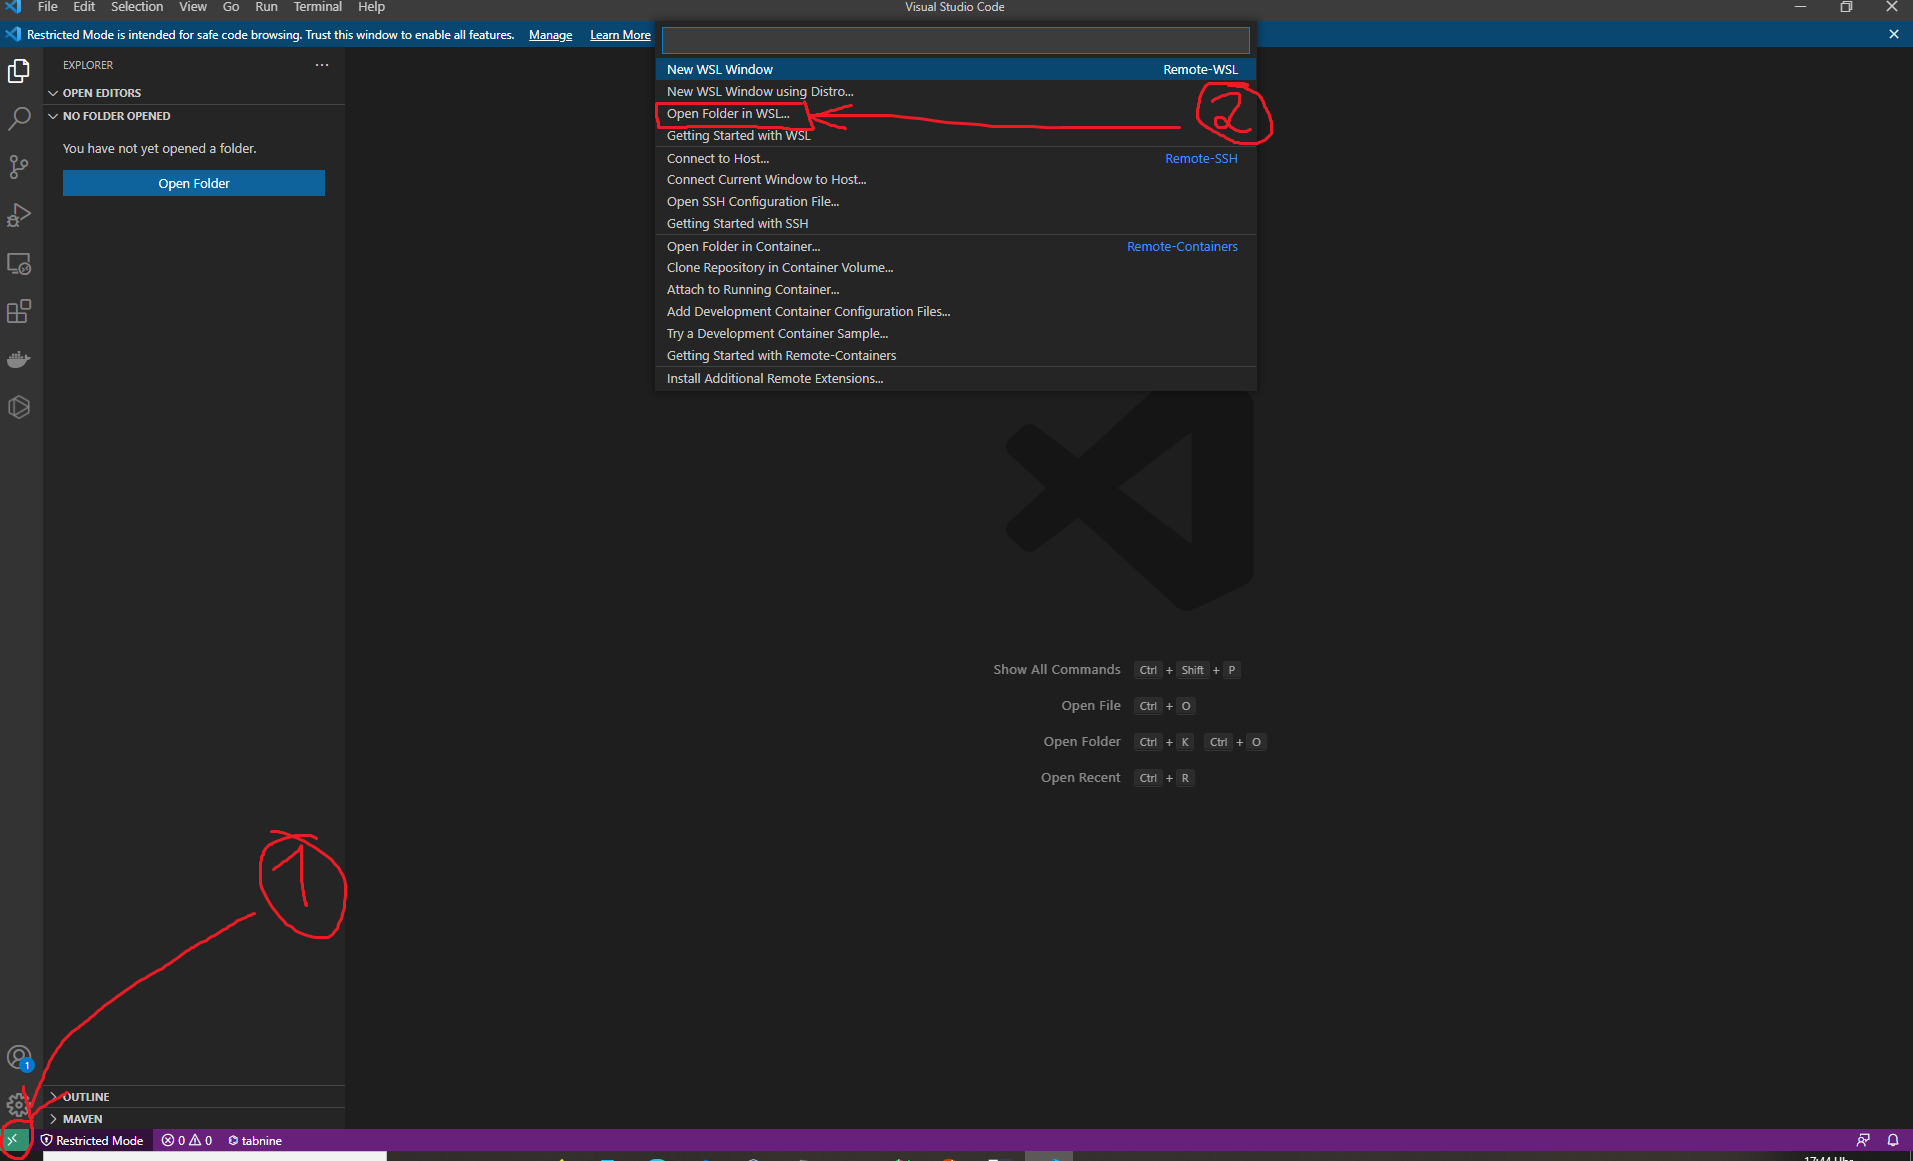 File Edit Selection View Go Run Terminal Help
Visual Studio Code
Restricted Mode is intended for safe code browsing. Trust this window to enable all features. Manage Learn More
EXPLORER
OPEN EDITORS
NO FOLDER OPENED
You have not yet opened a folder.
Open Folder
New WSL Window Remote-WSL
New WSL Window using Distro...
Open Folder in WSL...
2
Getting Started with WSL
Connect to Host... Remote-SSH
Connect Current Window to Host...
Open SSH Configuration File...
Getting Started with SSH
Open Folder in Container... Remote-Containers
Clone Repository in Container Volume...
Attach to Running Container...
Add Development Container Configuration Files...
Try a Development Container Sample...
Getting Started with Remote-Containers
Install Additional Remote Extensions...
Show All Commands Ctrl + Shift + P
Open File Ctrl + O
Open Folder Ctrl + K Ctrl + O
Open Recent Ctrl + R
1
1
OUTLINE
MAVEN
Restricted Mode 0 0 tabnine